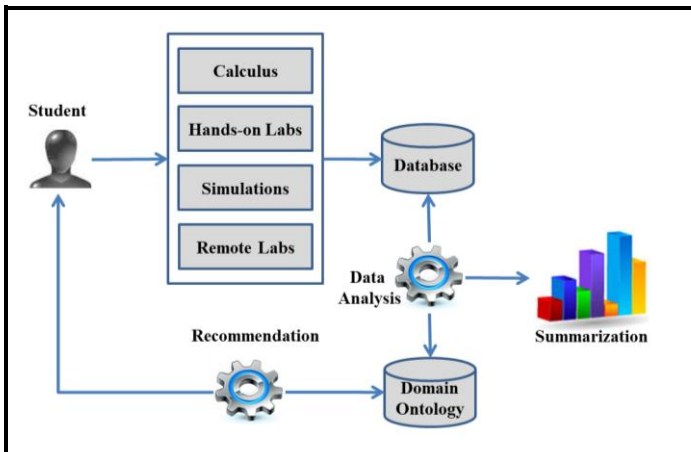 Calculus
Student
Hands-on Labs
Database
Simulations
Remote Labs
Data
Analysis
Recommendation
Summarization
Domain
Ontology